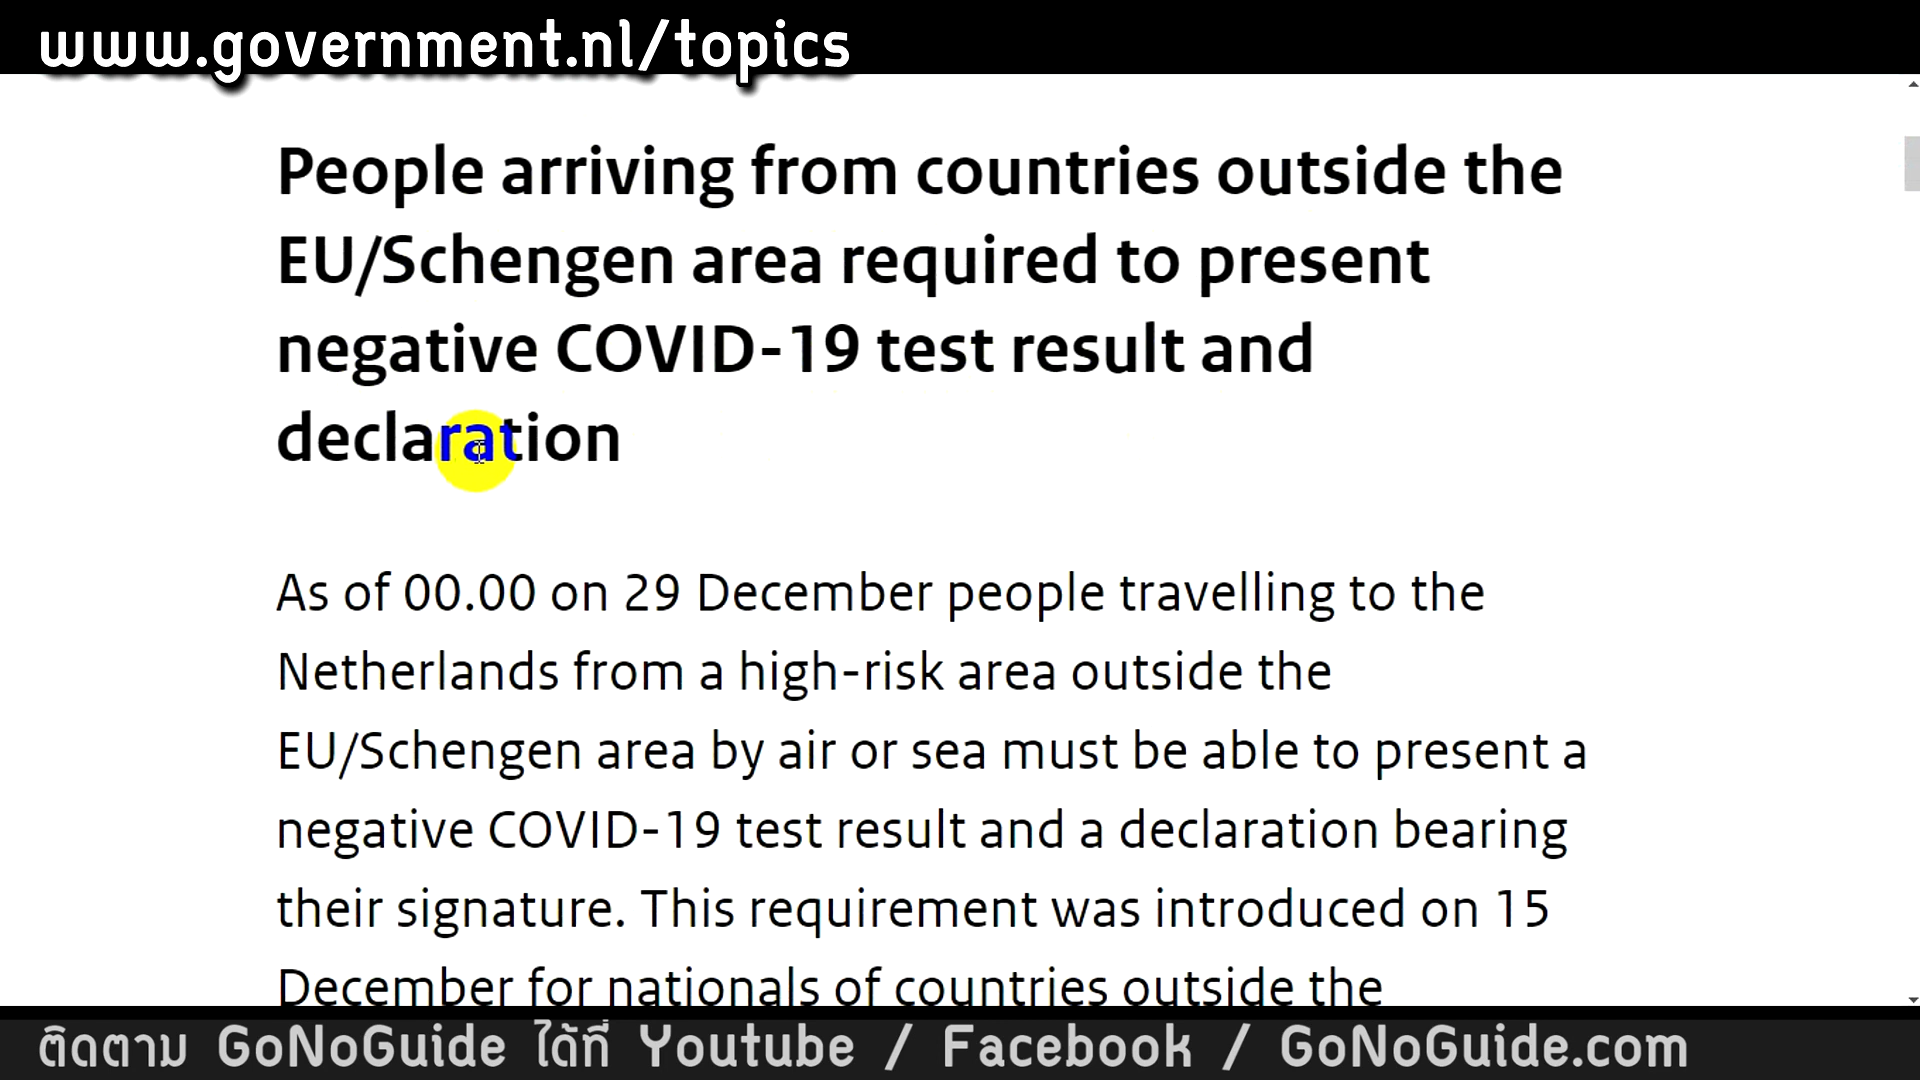 www.government.nl/topics
People arriving from countries outside the
EU/Schengen area required to present
negative COVID-19 test result and
declaration
As of 00.00 on 29 December people travelling to the
Netherlands from a high-risk area outside the
EU/Schengen area by air or sea must be able to present a
negative COVID-19 test result and a declaration bearing
their signature. This requirement was introduced on 15
December for nationals of countries outside the
ติดตาม GoNoGuide ได้ที่ Youtube / Facebook / GoNoGuide.com